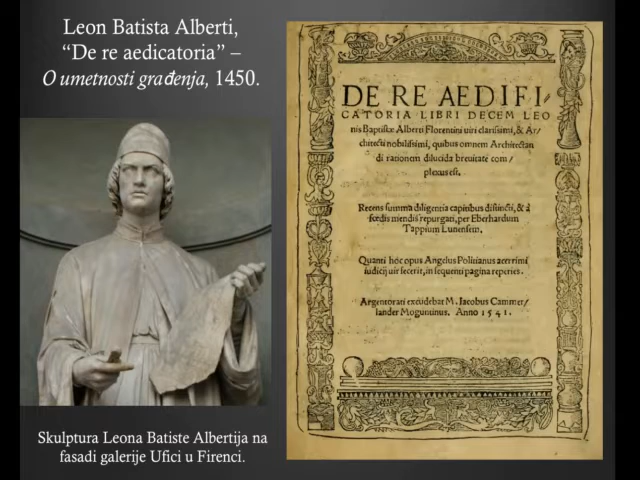 Leon Batista Alberti,
“De re aedicatoria” –
O umetnosti građenja, 1450.
DE RE AEDIFI⸗
CATORIA LIBRI DECEM LEO
nis Baptistæ Alberti Florentini uiri clarissimi, & Ar/
chitecti nobilissimi, quibus omnem Architectan
di rationem dilucida breuitate com/
plexus est.
Recens summa diligentia capitibus distincti, & à
fœdis mendis repurgati, per Eberhardum
Tappium Lunensem.
Quanti hoc opus Angelus Politianus acerrimi
iudicij uir fecerit, in sequenti pagina reperies.
Argentorati excudebat M. Iacobus Cammer/
lander Moguntinus. Anno 1541.
Skulptura Leona Batiste Albertija na
fasadi galerije Ufici u Firenci.